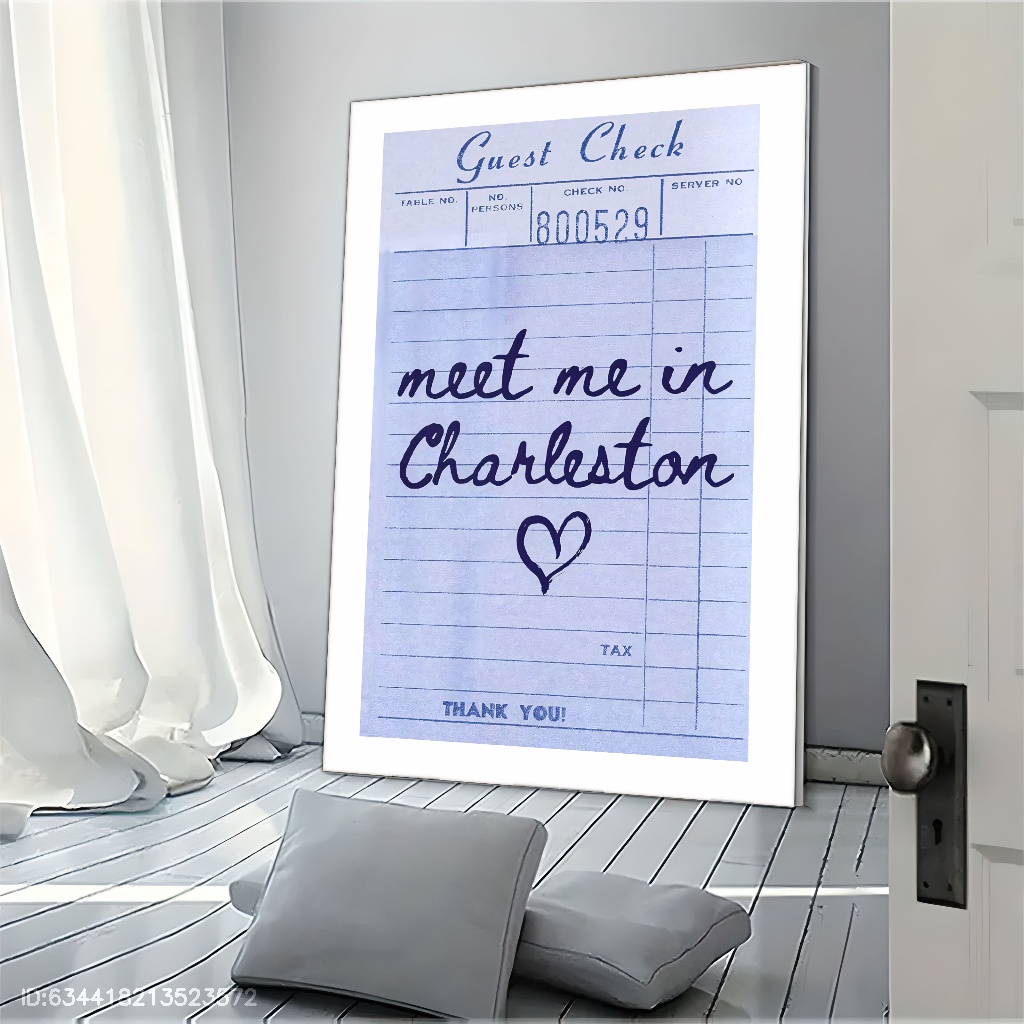 Guest Check
TABLE NO.
NO. PERSONS
CHECK NO
SERVER NO
800529
meet me in
Charleston
TAX
THANK YOU!
ID:634418213523572